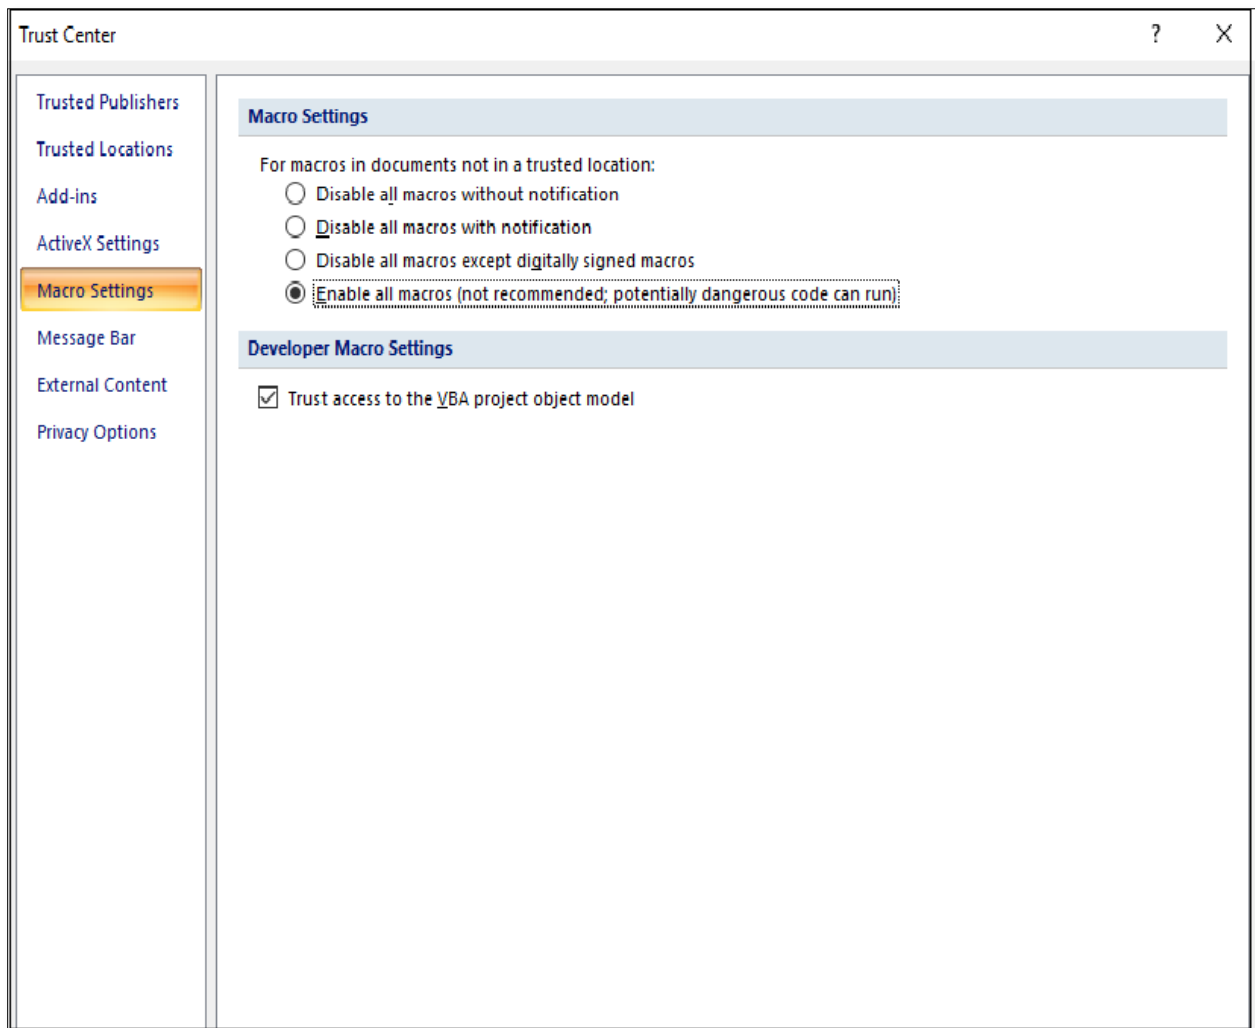 Trust Center
?
X
Trusted Publishers
Trusted Locations
Add-ins
ActiveX Settings
Macro Settings
Message Bar
External Content
Privacy Options
Macro Settings
For macros in documents not in a trusted location:
Disable all macros without notification
Disable all macros with notification
Disable all macros except digitally signed macros
Enable all macros (not recommended; potentially dangerous code can run)
Developer Macro Settings
Trust access to the VBA project object model